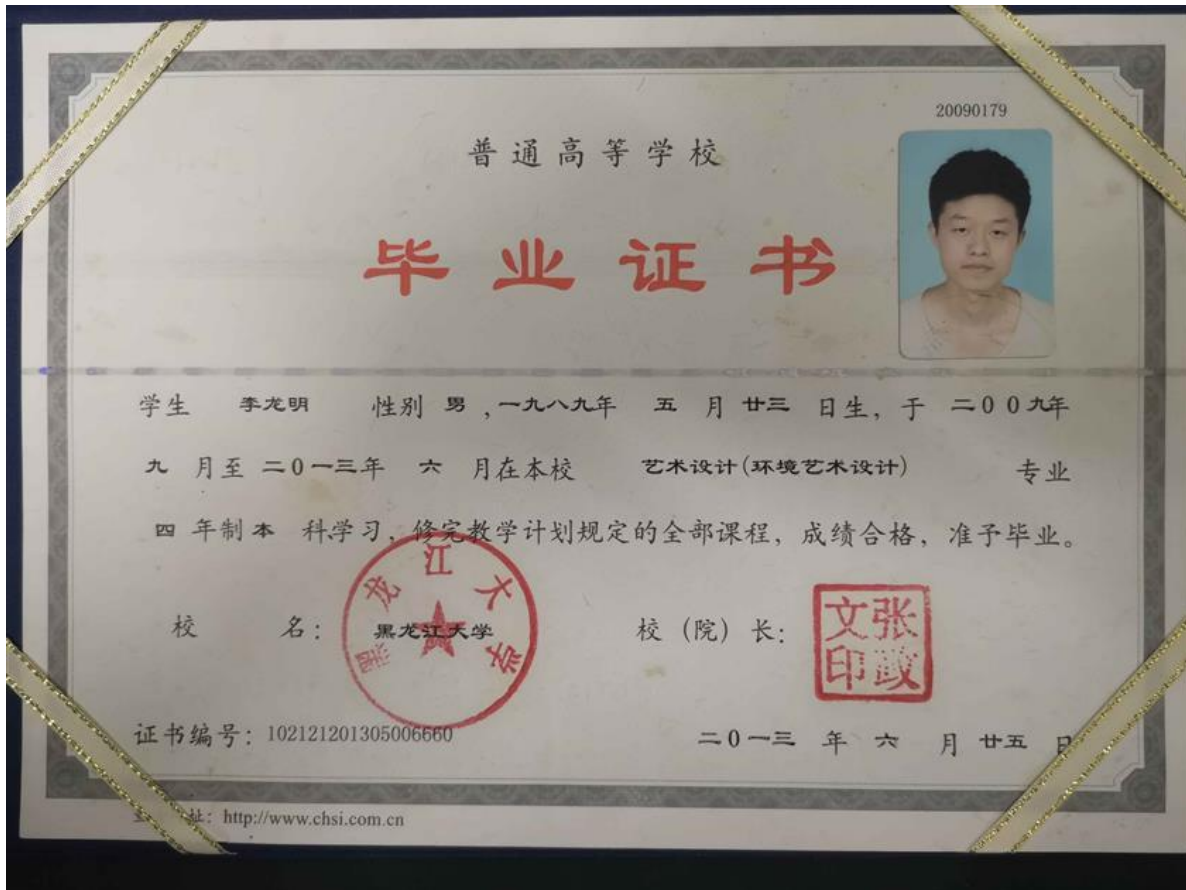 20090179
普通高等学校
毕业证书
学生 李龙明 性别 男 ,一九八九年 五 月 廿三 日生, 于 二00九年
九 月至 二0一三年 六 月在本校 艺术设计(环境艺术设计) 专业
四 年制 本 科学习, 修完教学计划规定的全部课程, 成绩合格, 准予毕业。
黑龙江大学
校 名: 黑龙江大学 校 (院) 长:
张
文印
证书编号: 102121201305006660 二0一三 年 六 月 廿五 日
址: http://www.chsi.com.cn